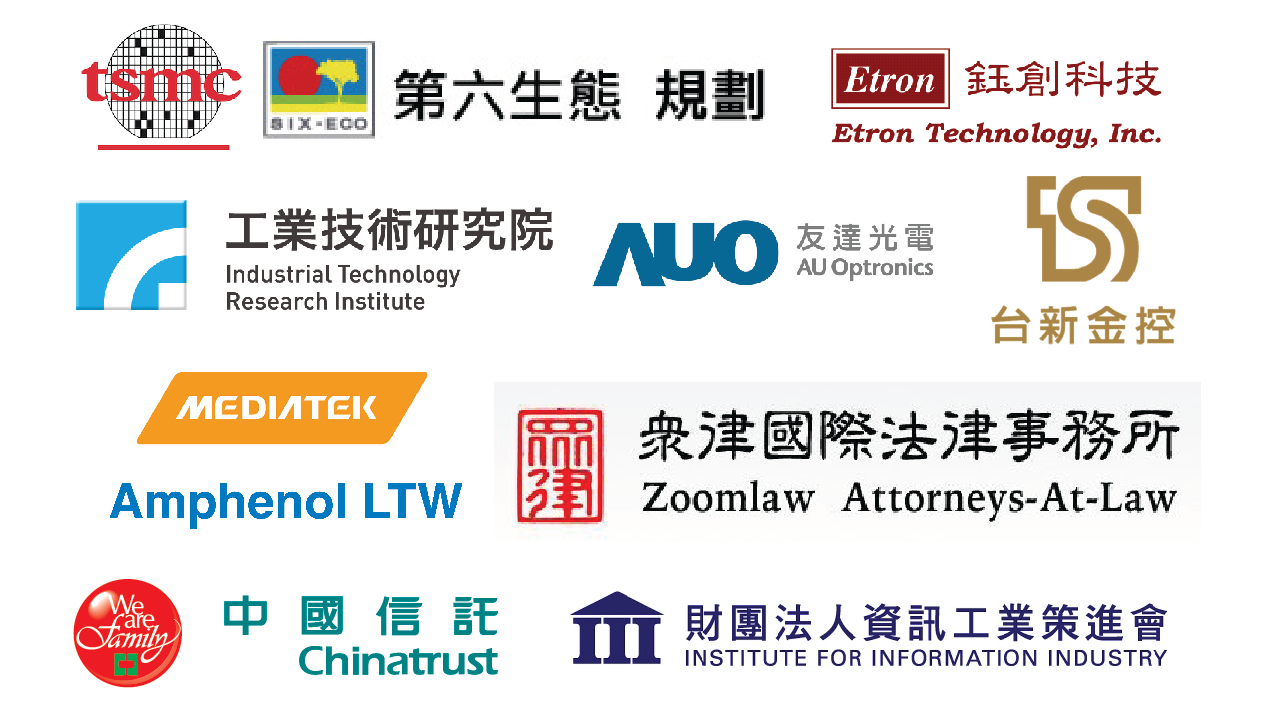 tsmc
SIX-ECO
第六生態 規劃
Etron 鈺創科技
Etron Technology, Inc.
工業技術研究院
Industrial Technology
Research Institute
AUO
友達光電
AU Optronics
TS
台新金控
MEDIATEK
Amphenol LTW
眾律
眾律國際法律事務所
Zoomlaw Attorneys-At-Law
We
are
Family
中國信託
Chinatrust
III
財團法人資訊工業策進會
INSTITUTE FOR INFORMATION INDUSTRY